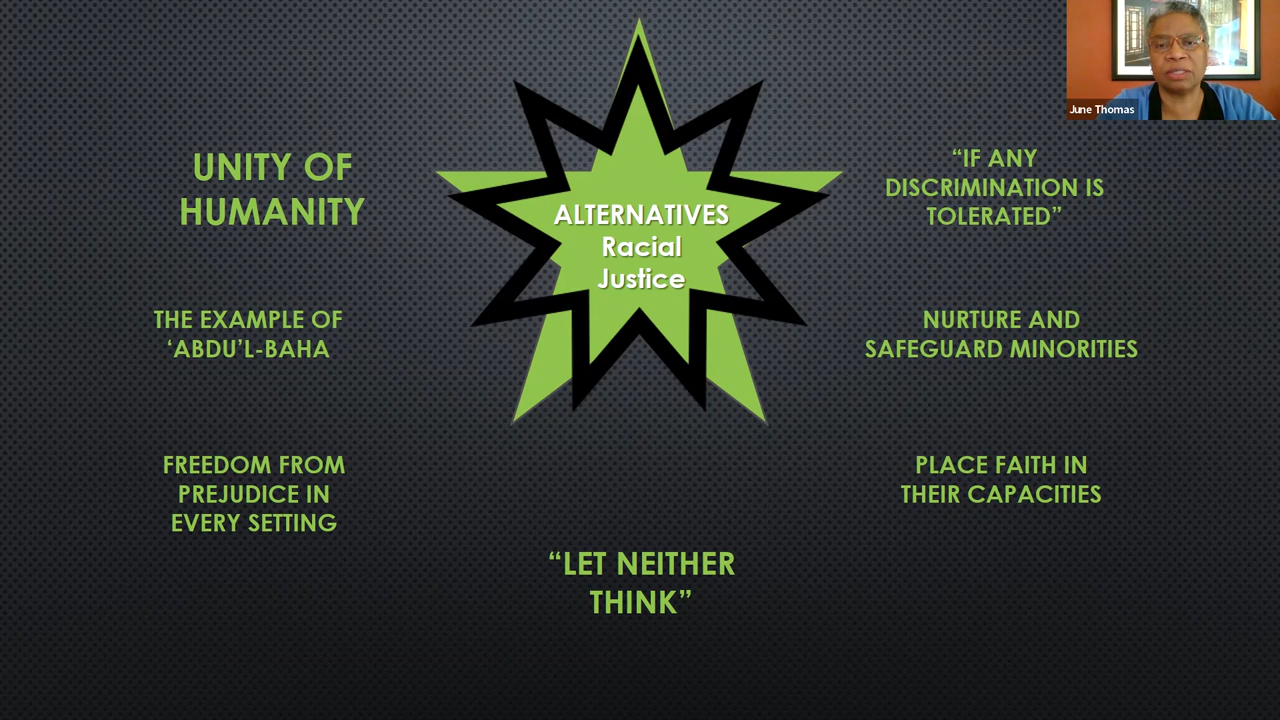 June Thomas
ALTERNATIVES
Racial
Justice
UNITY OF
HUMANITY
THE EXAMPLE OF
‘ABDU’L-BAHA
FREEDOM FROM
PREJUDICE IN
EVERY SETTING
“LET NEITHER
THINK”
“IF ANY
DISCRIMINATION IS
TOLERATED”
NURTURE AND
SAFEGUARD MINORITIES
PLACE FAITH IN
THEIR CAPACITIES